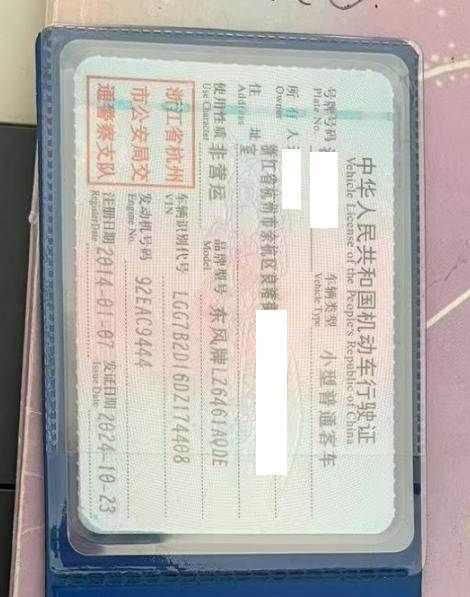 中华人民共和国机动车行驶证
Vehicle License of the People's Republic of China
号牌号码 车辆类型 小型普通客车
Plate No. Vehicle Type
所有人
Owner
住址 浙江省杭州市余杭区良渚
Address
使用性质 非营运 品牌型号 东风牌LZ6461AQDE
Use Character Model
浙江省杭州
市公安局交
通警察支队
车辆识别代号 LGG7B2D16DZ174408
VIN
发动机号码 92EAC9444
Engine No.
注册日期 2014-01-07 发证日期 2024-10-23
Register Date Issue Date